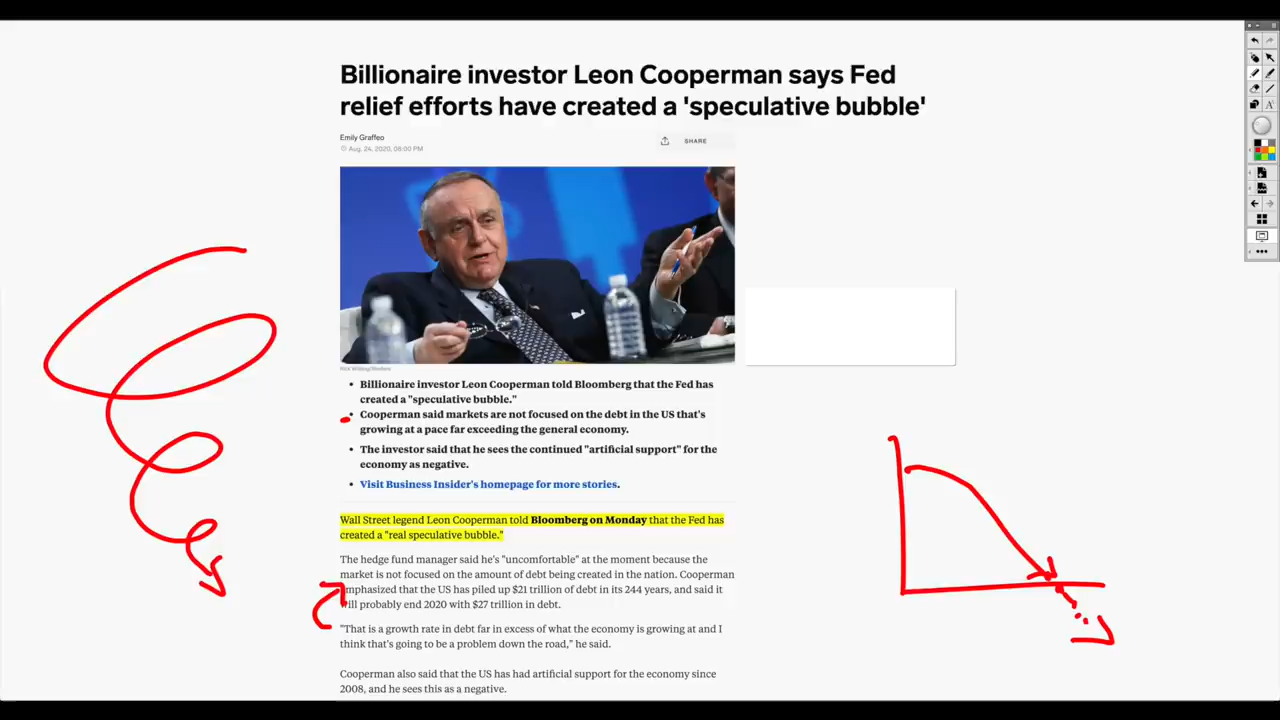 Billionaire investor Leon Cooperman says Fed
relief efforts have created a 'speculative bubble'
Emily Graffeo
Aug. 24, 2020, 06:00 PM
SHARE
Rick Wilking/Reuters
• Billionaire investor Leon Cooperman told Bloomberg that the Fed has
created a "speculative bubble."
• Cooperman said markets are not focused on the debt in the US that's
growing at a pace far exceeding the general economy.
• The investor said that he sees the continued "artificial support" for the
economy as negative.
• Visit Business Insider's homepage for more stories.
Wall Street legend Leon Cooperman told Bloomberg on Monday that the Fed has
created a "real speculative bubble."
The hedge fund manager said he's "uncomfortable" at the moment because the
market is not focused on the amount of debt being created in the nation. Cooperman
emphasized that the US has piled up $21 trillion of debt in its 244 years, and said it
will probably end 2020 with $27 trillion in debt.
"That is a growth rate in debt far in excess of what the economy is growing at and I
think that's going to be a problem down the road," he said.
Cooperman also said that the US has had artificial support for the economy since
2008, and he sees this as a negative.